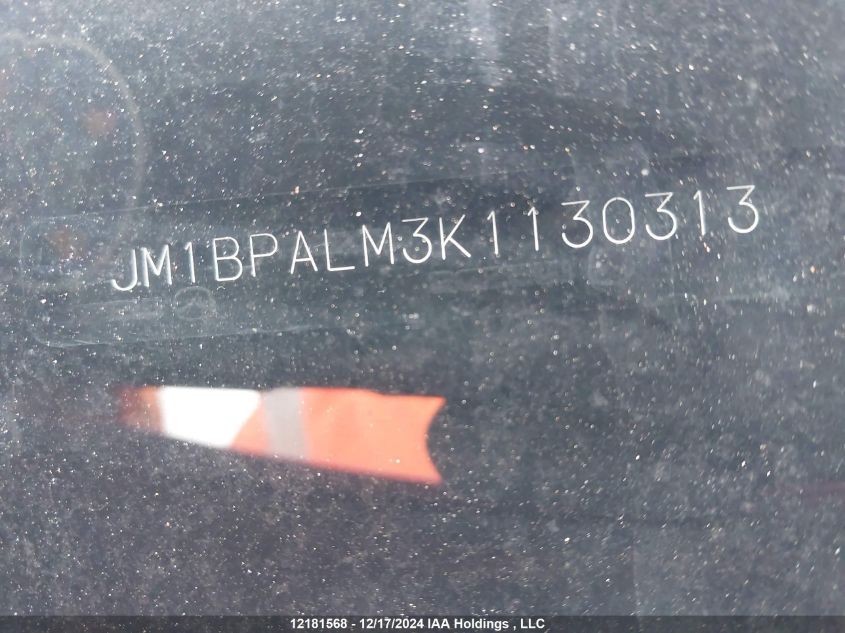 JM1BPALM3K1130313
12181568 - 12/17/2024 IAA Holdings , LLC